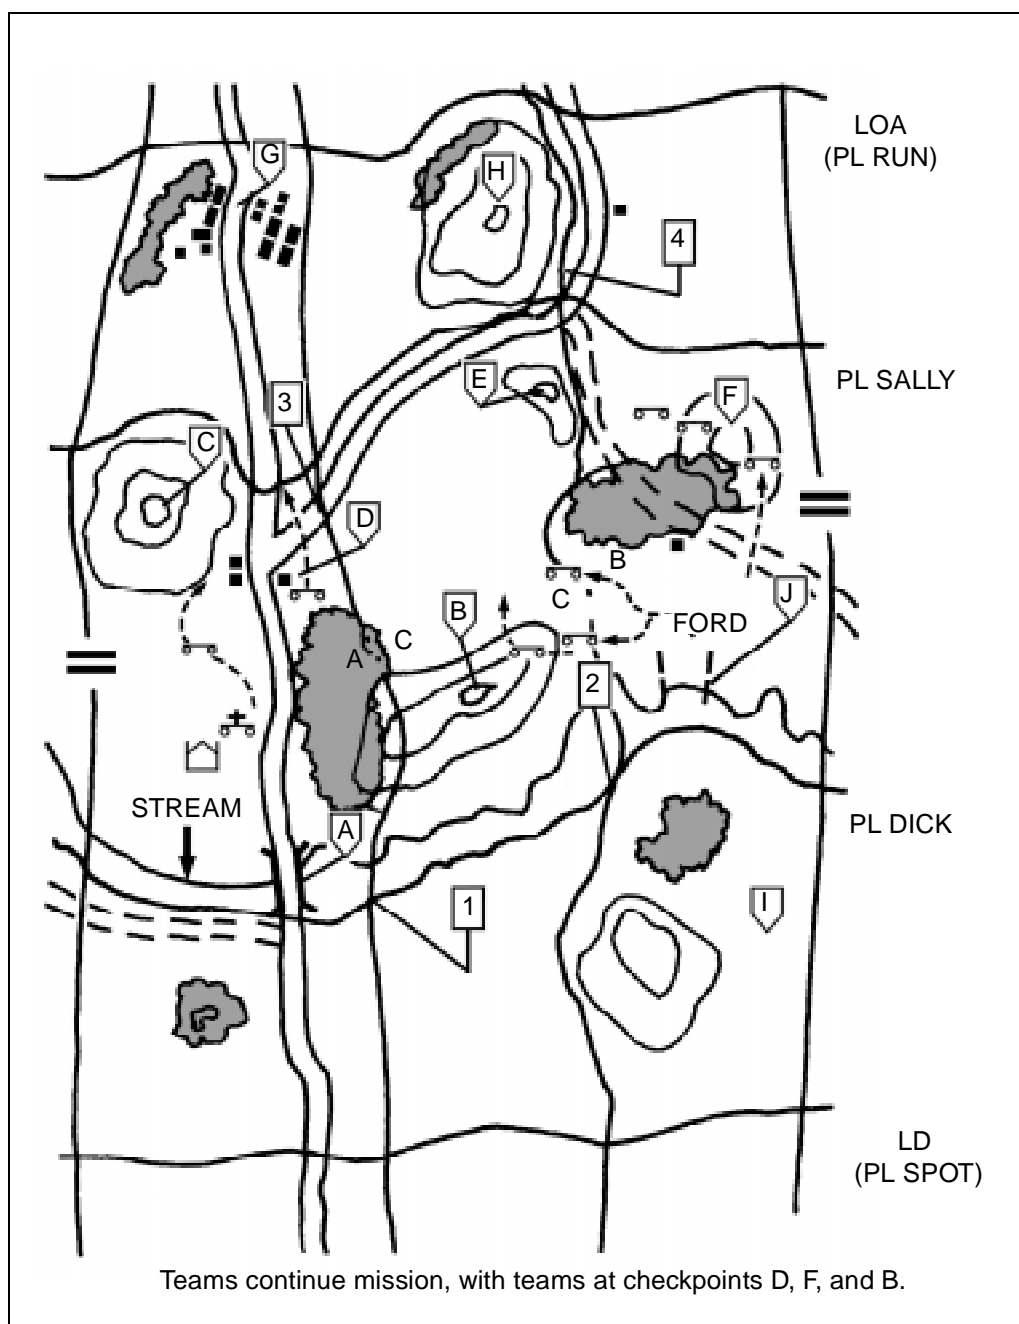 LOA
(PL RUN)
G
H
4
E
PL SALLY
F
3
C
D
B
C
J
B
FORD
C
A
2
STREAM
A
PL DICK
1
I
LD
(PL SPOT)
Teams continue mission, with teams at checkpoints D, F, and B.